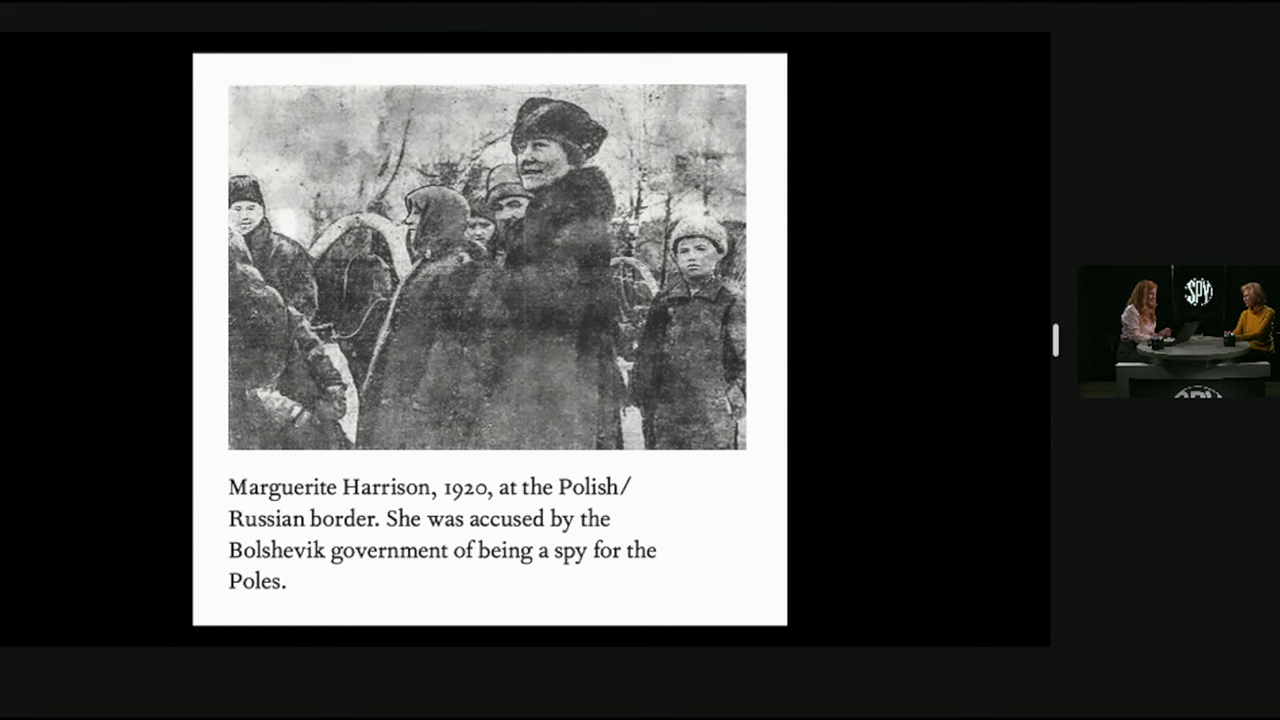 Marguerite Harrison, 1920, at the Polish/
Russian border. She was accused by the
Bolshevik government of being a spy for the
Poles.
SPY